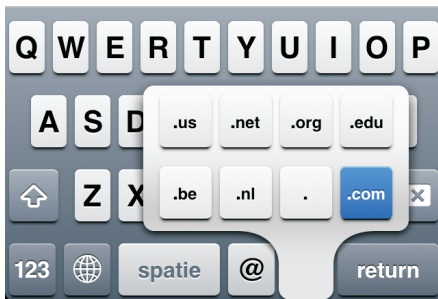 Q W E R T Y U I O P
A S D
.us .net .org .edu
Z X
.be .nl . .com
123 spatie @ return